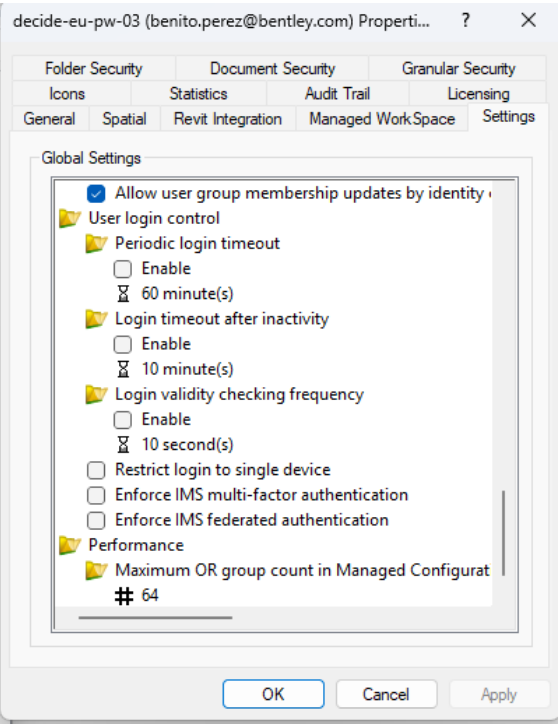 decide-eu-pw-03 (benito.perez@bentley.com) Properti... ? ×
Folder Security Document Security Granular Security
Icons Statistics Audit Trail Licensing
General Spatial Revit Integration Managed WorkSpace Settings
Global Settings
Allow user group membership updates by identity
User login control
Periodic login timeout
Enable
60 minute(s)
Login timeout after inactivity
Enable
10 minute(s)
Login validity checking frequency
Enable
10 second(s)
Restrict login to single device
Enforce IMS multi-factor authentication
Enforce IMS federated authentication
Performance
Maximum OR group count in Managed Configurat
# 64
OK Cancel Apply